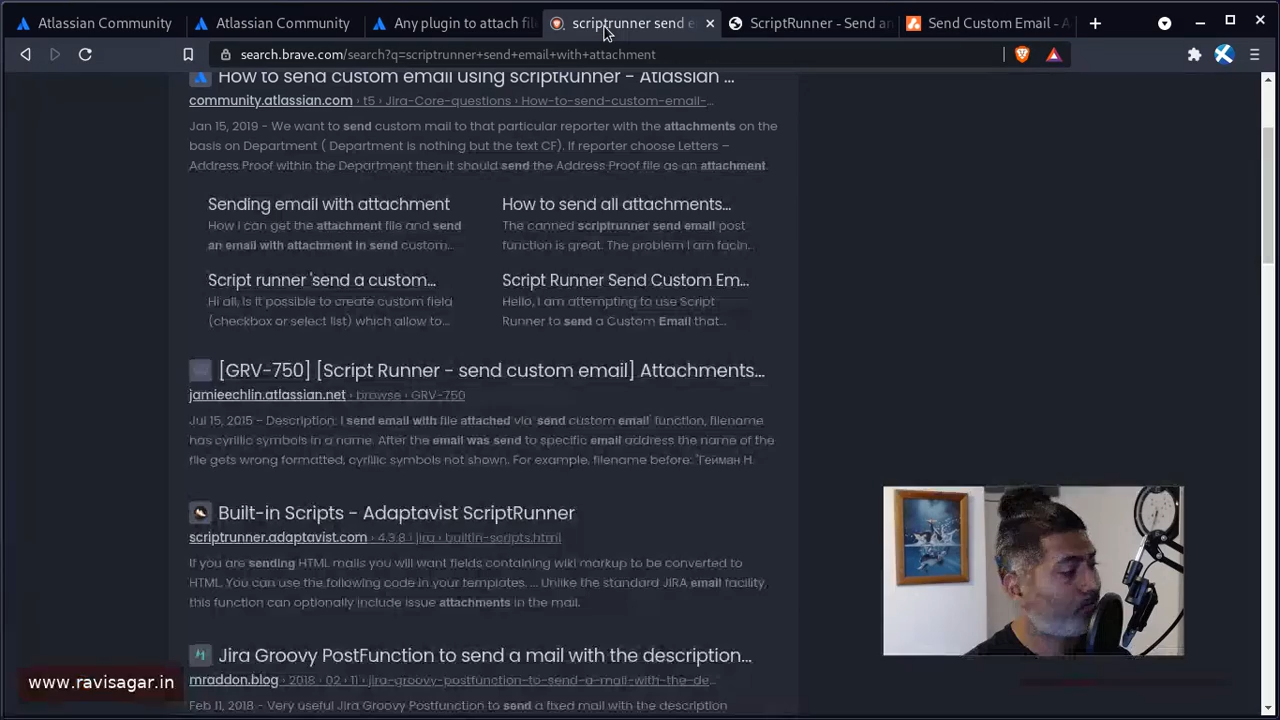 Atlassian Community
Atlassian Community
Any plugin to attach fil
scriptrunner send e
ScriptRunner - Send an
Send Custom Email - A
search.brave.com/search?q=scriptrunner+send+email+with+attachment
How to send custom email using scriptRunner - Atlassian ...
community.atlassian.com › t5 › Jira-Core-questions › How-to-send-custom-email-...
Jan 15, 2019 - We want to send custom mail to that particular reporter with the attachments on the
basis on Department ( Department is nothing but the text CF). If reporter choose Letters –
Address Proof within the Department then it should send the Address Proof file as an attachment.
Sending email with attachment
How I can get the attachment file and send
an email with attachment in send custom...
How to send all attachments...
The canned scriptrunner send email post
function is great. The problem I am facin...
Script runner 'send a custom...
Hi all, Is it possible to create custom field
(checkbox or select list) which allow to...
Script Runner Send Custom Em...
Hello, I am attempting to use Script
Runner to send a Custom Email that...
[GRV-750] [Script Runner - send custom email] Attachments...
jamieechlin.atlassian.net › browse › GRV-750
Jul 15, 2015 - Description: I send email with file attached via 'send custom email' function, filename
has cyrillic symbols in a name. After the email was send to specific email address the name of the
file gets wrong formatted, cyrillic symbols not shown. For example, filename before: "Гейман Н.
Built-in Scripts - Adaptavist ScriptRunner
scriptrunner.adaptavist.com › 4.3.8 › jira › builtin-scripts.html
If you are sending HTML mails you will want fields containing wiki markup to be converted to
HTML. You can use the following code in your templates. ... Unlike the standard JIRA email facility,
this function can optionally include issue attachments in the mail.
Jira Groovy PostFunction to send a mail with the description...
mraddon.blog › 2018 › 02 › 11 › jira-groovy-postfunction-to-send-a-mail-with-the-de...
Feb 11, 2018 - Very useful Jira Groovy Postfunction to send a fixed mail with the description
www.ravisagar.in